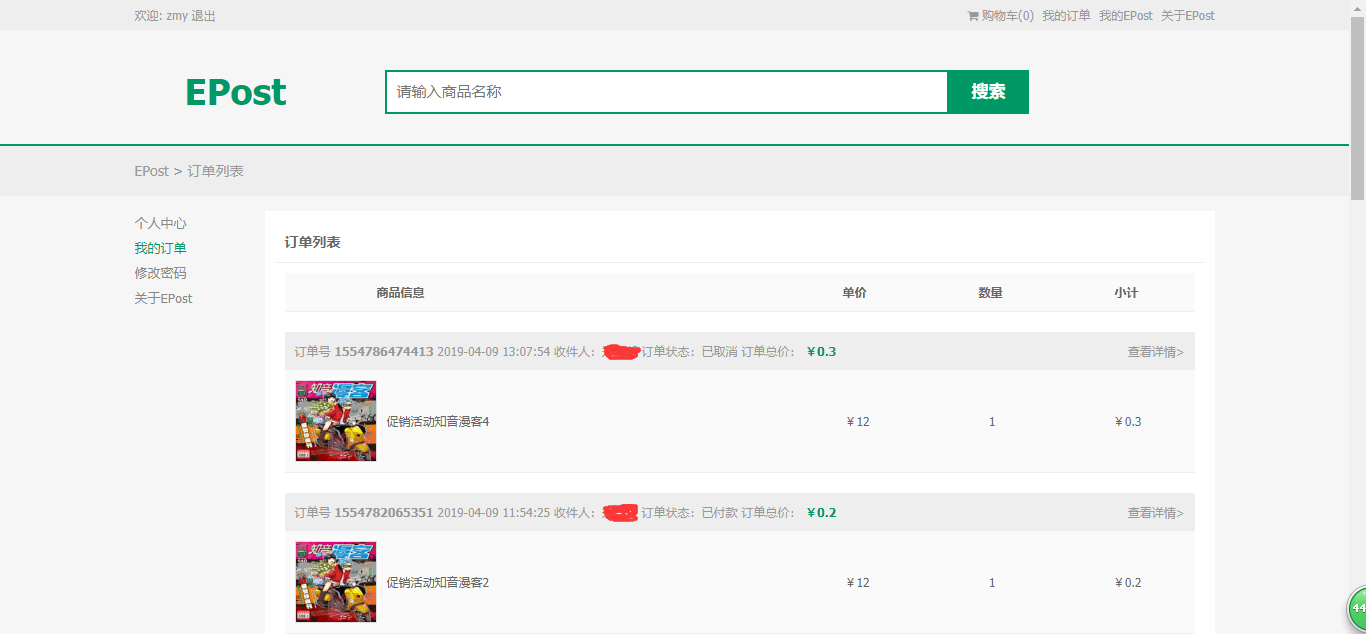 欢迎: zmy 退出
购物车(0) 我的订单 我的EPost 关于EPost
EPost
请输入商品名称
搜索
EPost > 订单列表
个人中心
我的订单
修改密码
关于EPost
订单列表
商品信息 单价 数量 小计
订单号 1554786474413 2019-04-09 13:07:54 收件人： 订单状态：已取消 订单总价： ￥0.3 查看详情>
知音漫客
促销活动知音漫客4 ￥12 1 ￥0.3
订单号 1554782065351 2019-04-09 11:54:25 收件人： 订单状态：已付款 订单总价： ￥0.2 查看详情>
知音漫客
促销活动知音漫客2 ￥12 1 ￥0.2
44